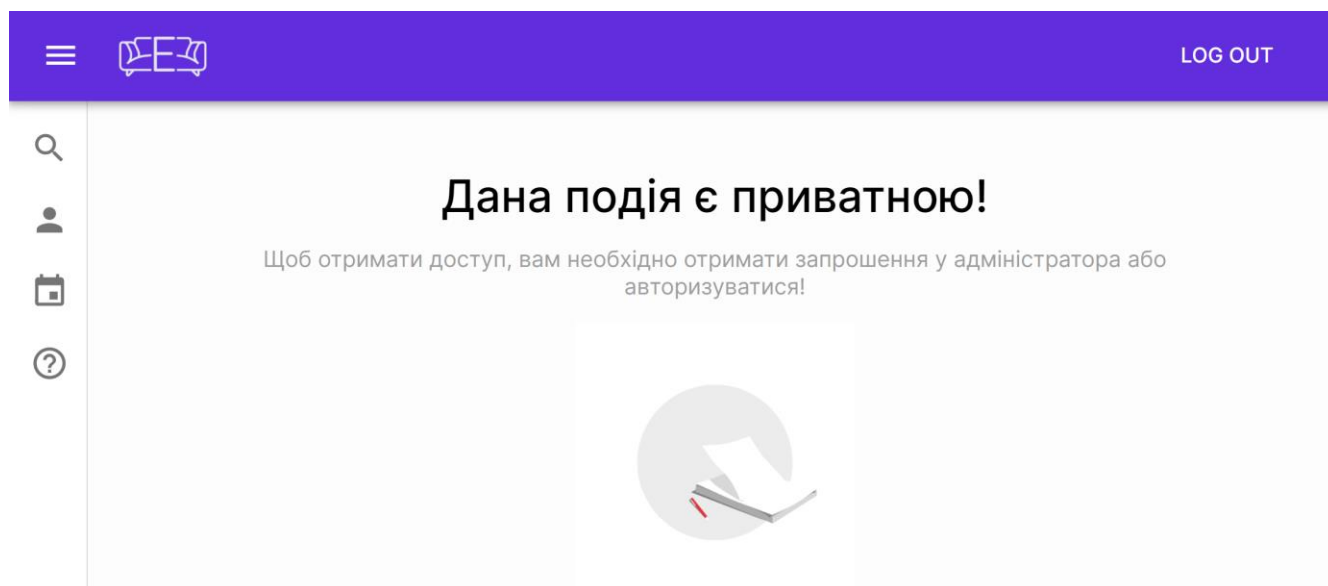 E
LOG OUT
Дана подія є приватною!
Щоб отримати доступ, вам необхідно отримати запрошення у адміністратора або
авторизуватися!